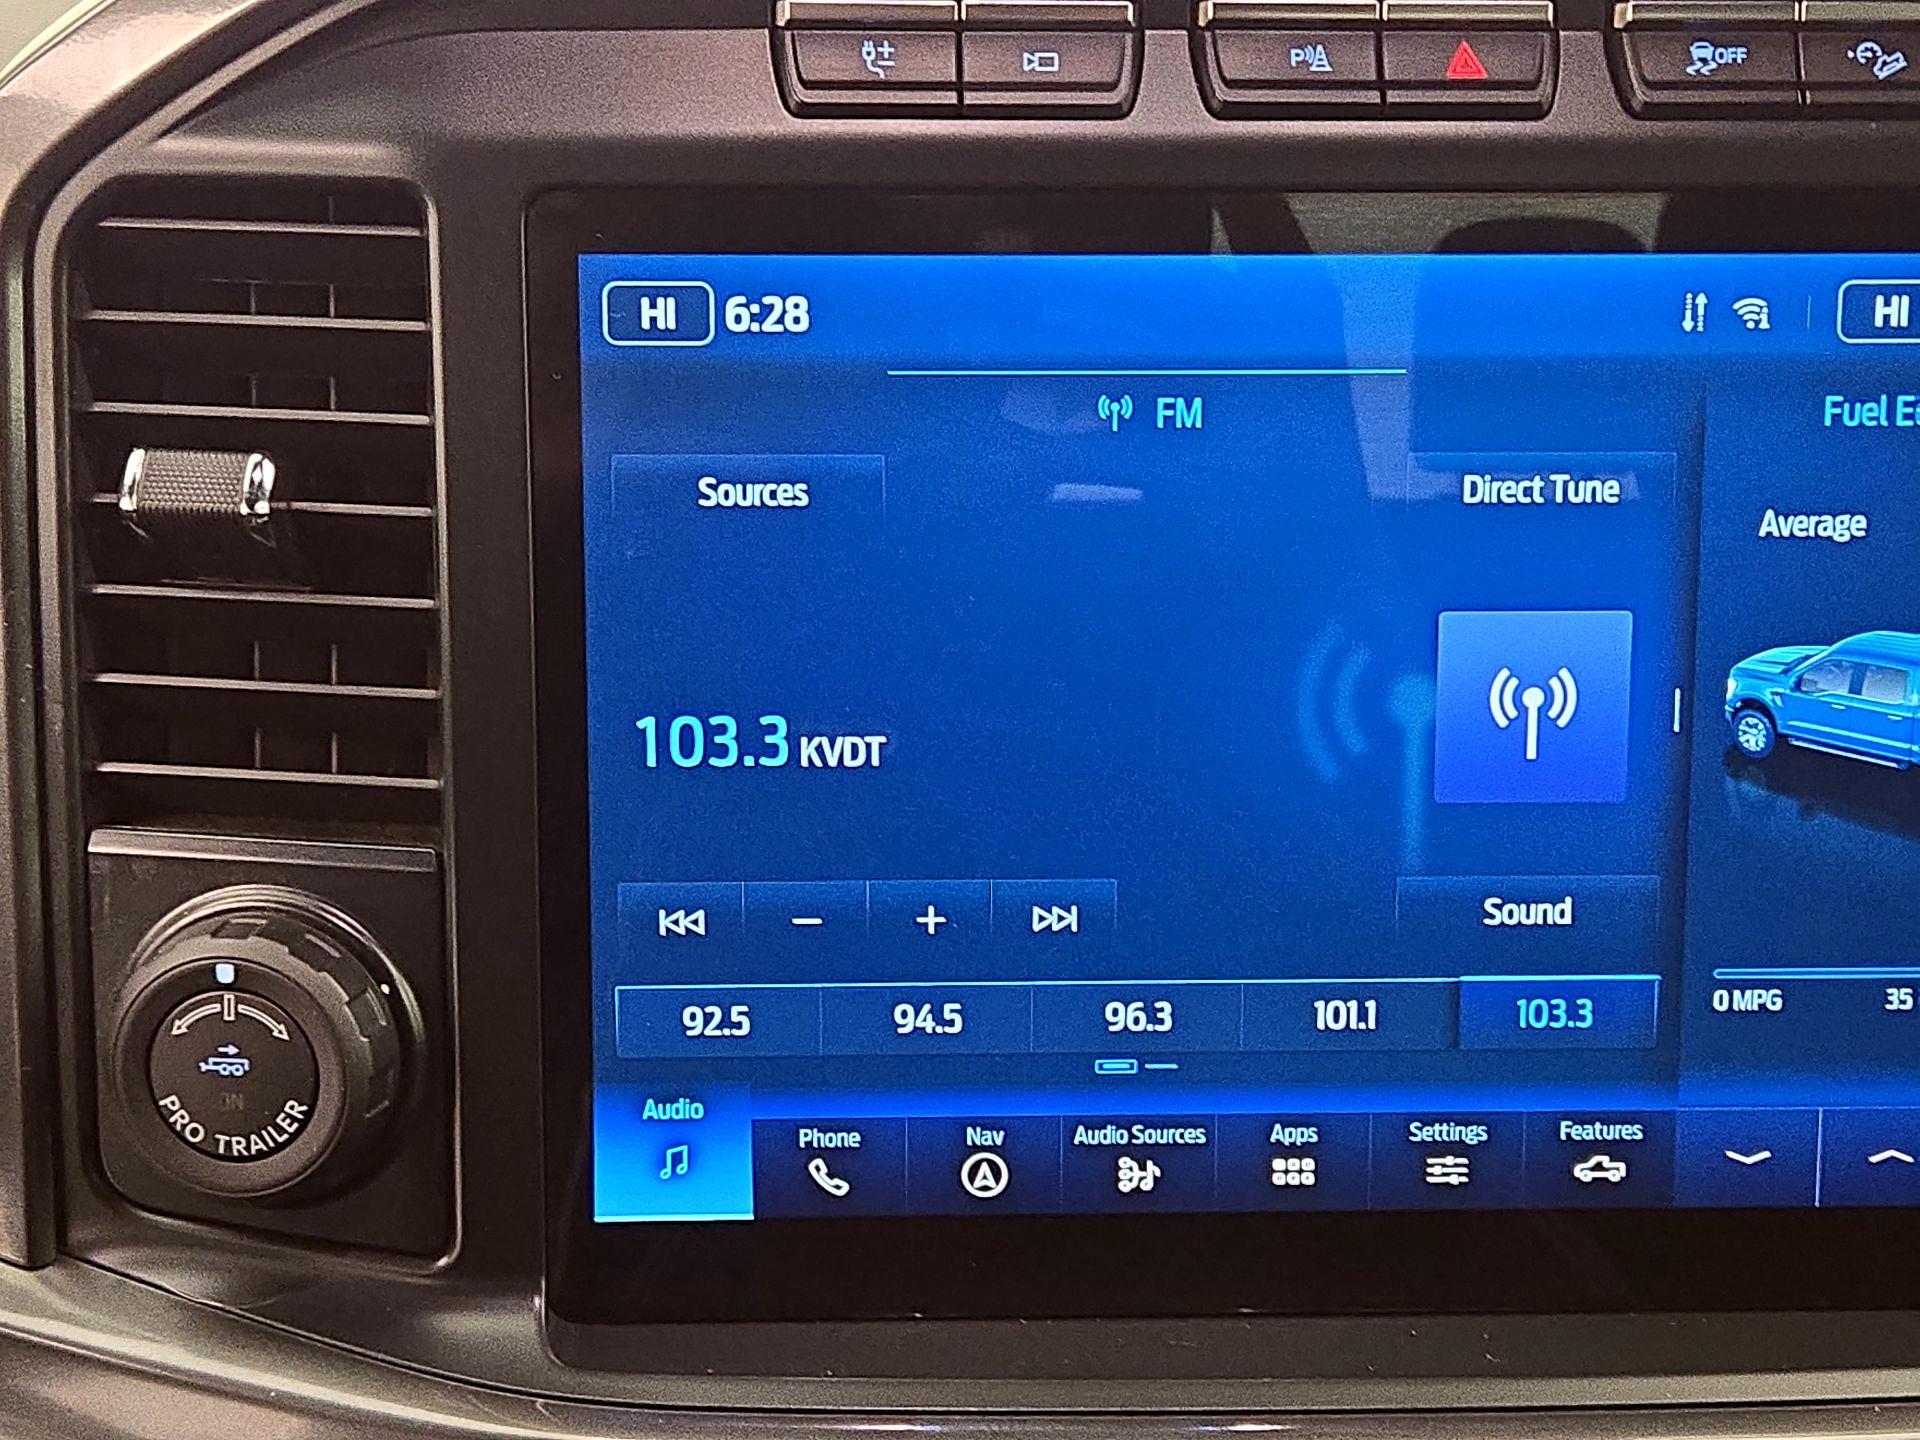 P OFF
HI 6:28 HI
FM
Fuel
Sources Direct Tune
Average
103.3 KVDT
Sound
0 MPG 35
92.5 94.5 96.3 101.1 103.3
ON
PRO TRAILER
Audio Phone Nav Audio Sources Apps Settings Features